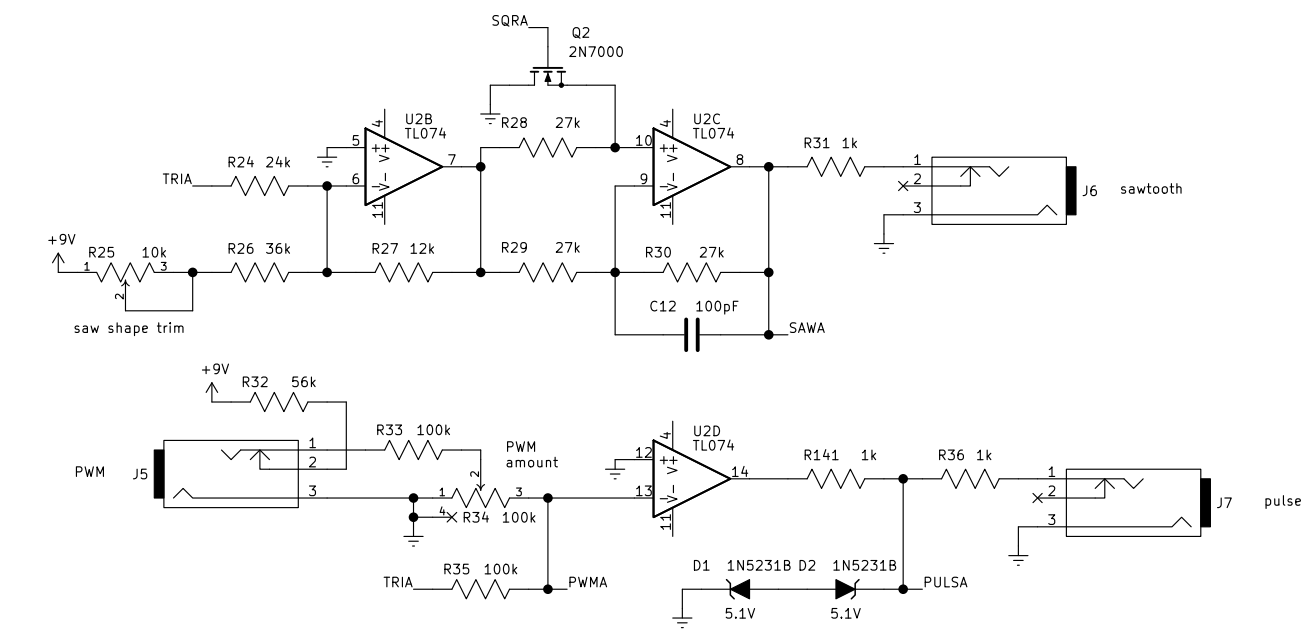 SQRA
Q2
2N7000
R28 27k
U2B
TL074
4
5 + +
V
7
6 - V -
11
R24 24k
TRIA
U2C
TL074
4
10 + +
V
8
9 - V -
11
R31 1k
1
2
3
J6 sawtooth
+9V
R25 10k
1 3
2
saw shape trim
R26 36k
R27 12k
R29 27k
R30 27k
C12 100pF
SAWA
+9V
R32 56k
PWM J5
1
2
3
R33 100k
PWM
amount
2
1 3
4
R34 100k
TRIA
R35 100k
PWMA
U2D
TL074
4
12 + +
V
14
13 - V -
11
R141 1k
R36 1k
1
2
3
J7 pulse
D1 1N5231B D2 1N5231B
5.1V 5.1V
PULSA